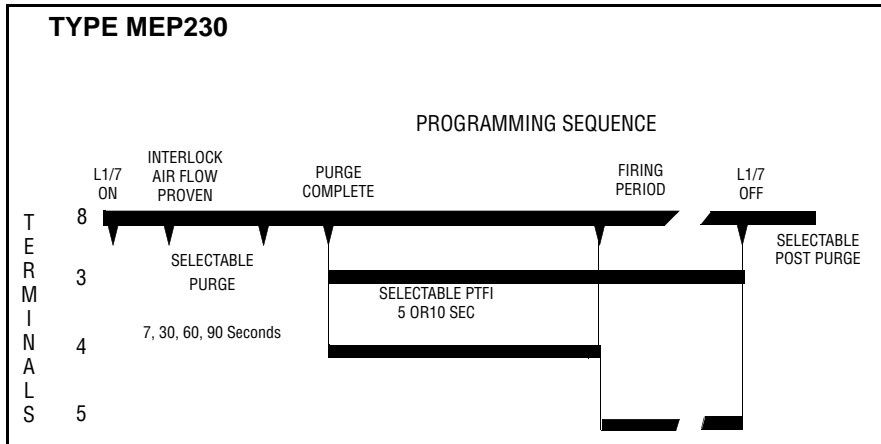 TYPE MEP230
PROGRAMMING SEQUENCE
L1/7
ON
INTERLOCK
AIR FLOW
PROVEN
PURGE
COMPLETE
FIRING
PERIOD
L1/7
OFF
TERMINALS
8
SELECTABLE
POST PURGE
SELECTABLE
PURGE
3
SELECTABLE PTFI
5 OR10 SEC
7, 30, 60, 90 Seconds
4
5